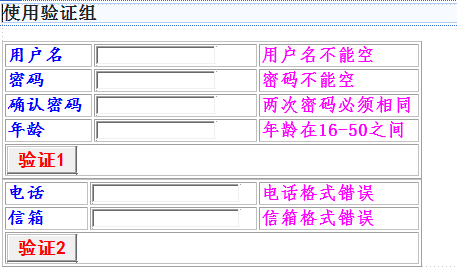 使用验证组
用户名 用户名不能空
密码 密码不能空
确认密码 两次密码必须相同
年龄 年龄在16-50之间
验证1
电话 电话格式错误
信箱 信箱格式错误
验证2